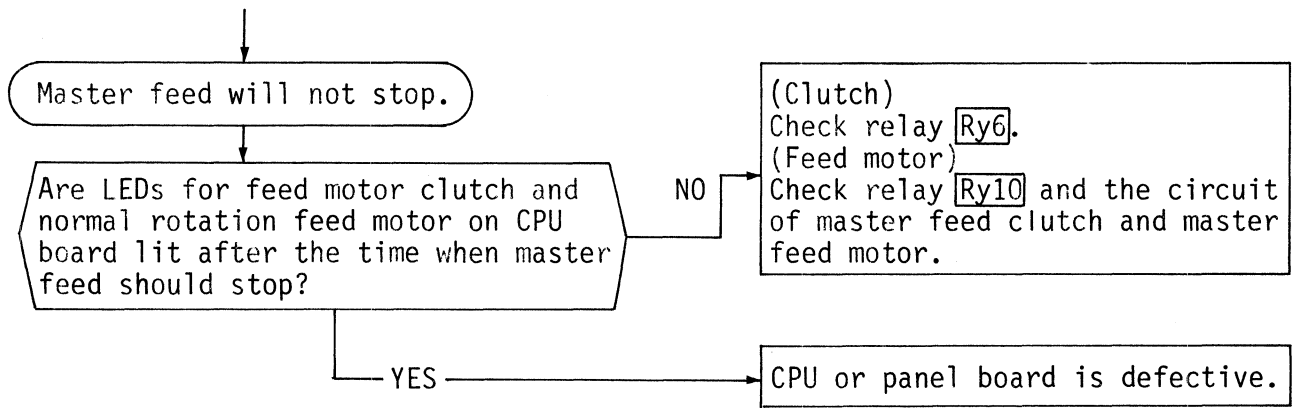 Master feed will not stop.
Are LEDs for feed motor clutch and
normal rotation feed motor on CPU
board lit after the time when master
feed should stop?
NO
(Clutch)
Check relay Ry6.
(Feed motor)
Check relay Ry10 and the circuit
of master feed clutch and master
feed motor.
YES
CPU or panel board is defective.